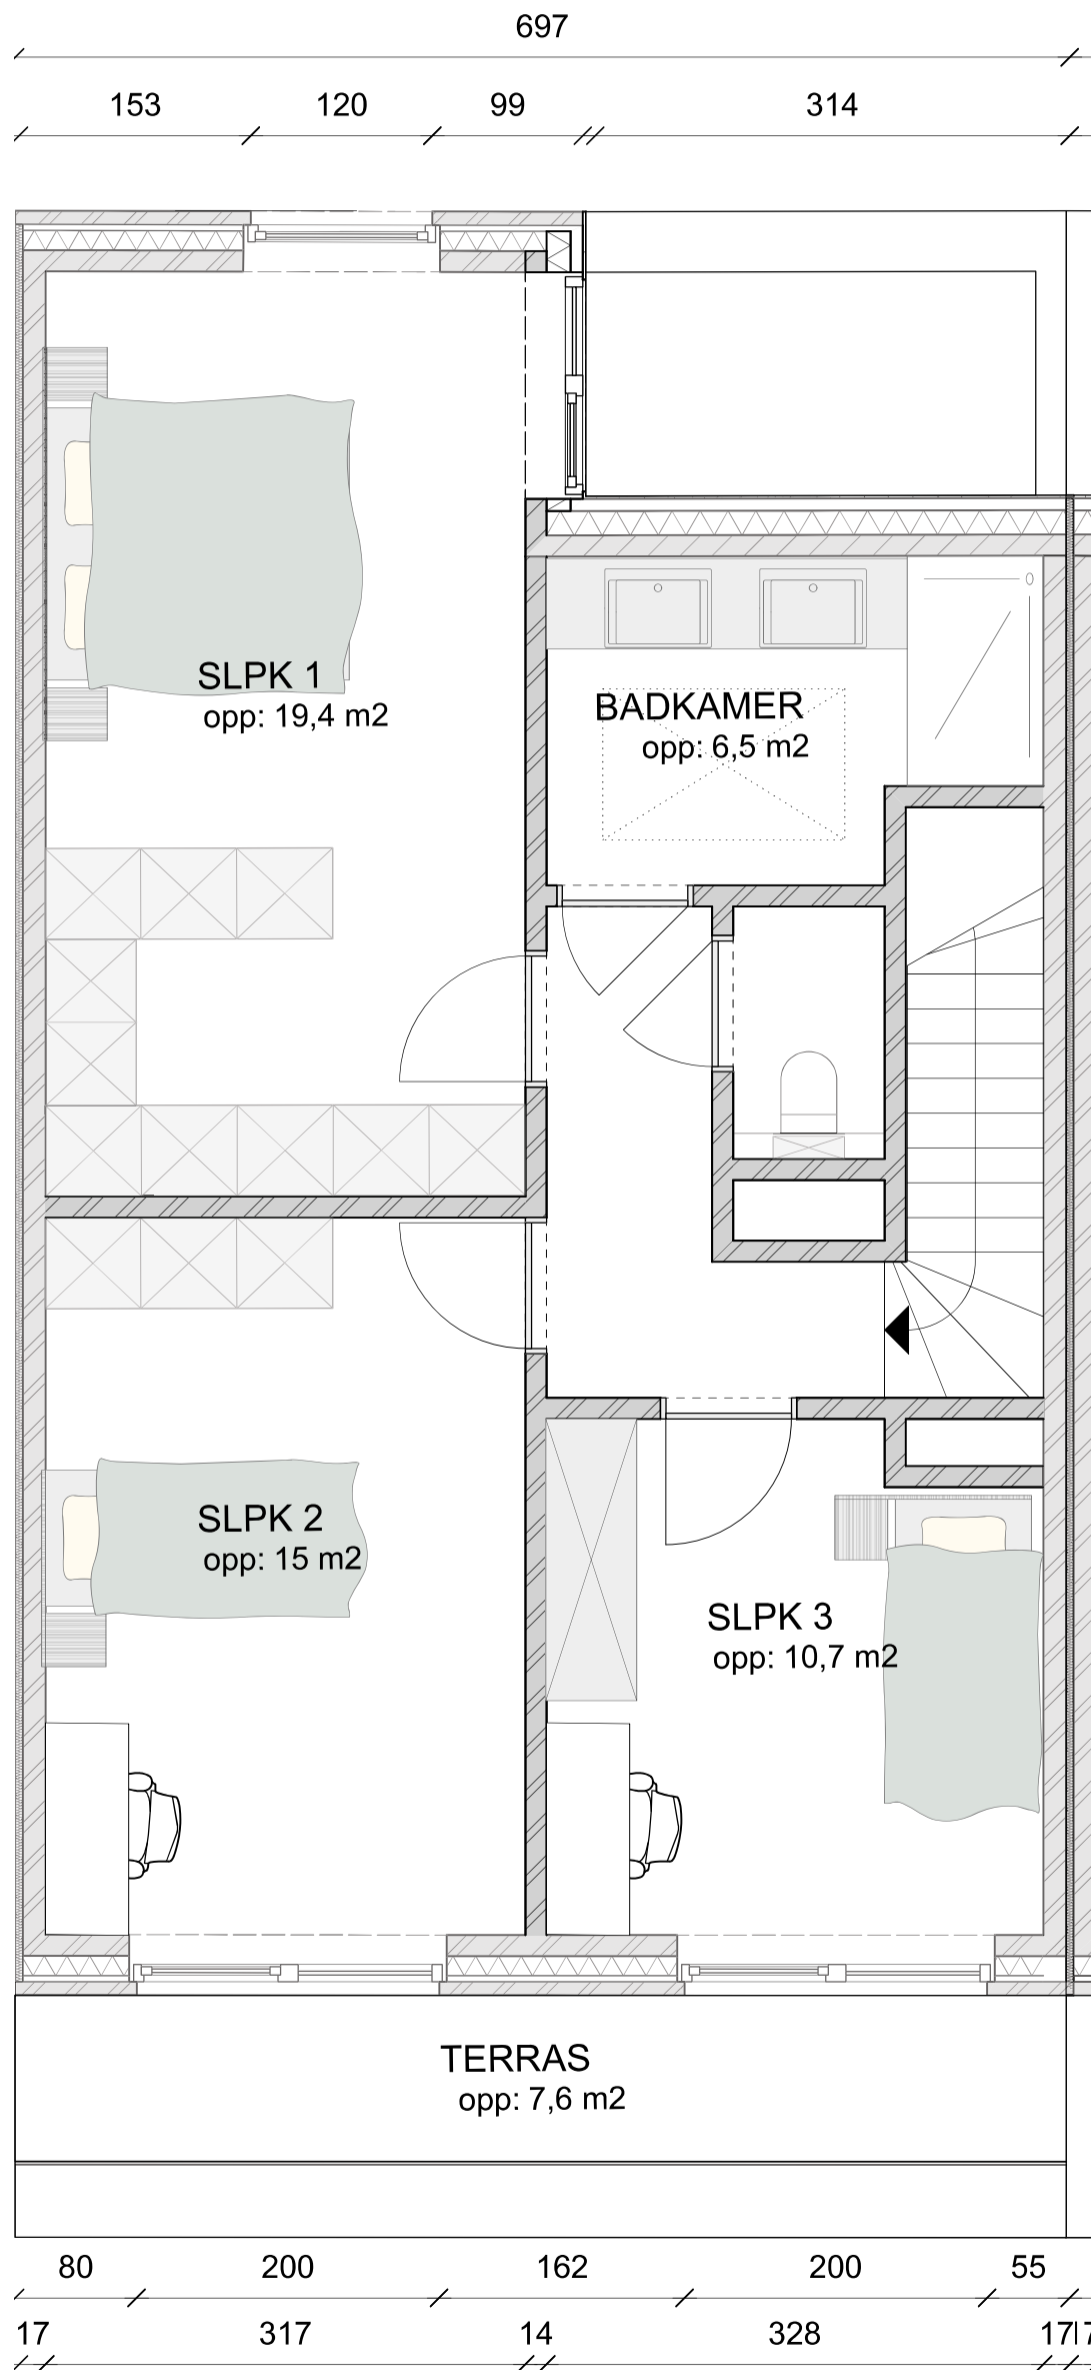 697
153 120 99 314
SLPK 1
opp: 19,4 m2
BADKAMER
opp: 6,5 m2
SLPK 2
opp: 15 m2
SLPK 3
opp: 10,7 m2
TERRAS
opp: 7,6 m2
80 200 162 200 55
17 317 14 328 17